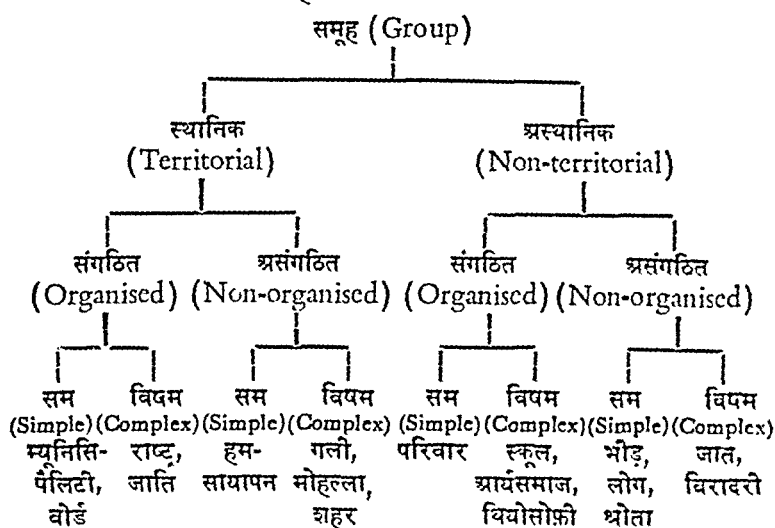 समूह (Group)
स्थानिक अस्थानिक
(Territorial) (Non-territorial)
संगठित असंगठित संगठित असंगठित
(Organised) (Non-organised) (Organised) (Non-organised)
सम विषम सम विषम सम विषम सम विषम
(Simple) (Complex) (Simple) (Complex) (Simple) (Complex) (Simple) (Complex)
म्यूनिसि- राष्ट्र, हम- गली, परिवार स्कूल, भीड़, जात,
पैलिटी, जाति सायापन मोहल्ला, आर्यसमाज, लोग, विरादरी
वोर्ड शहर थियोसोफ़ी श्रोता